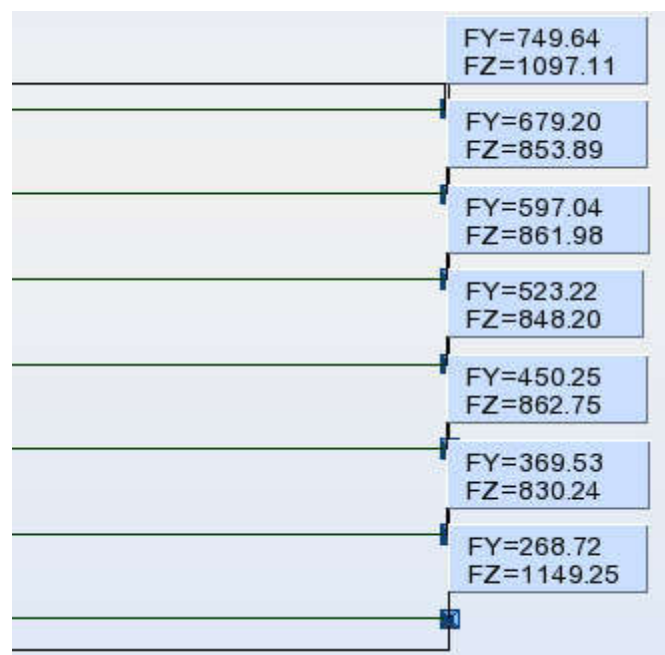 FY=749.64
FZ=1097.11
FY=679.20
FZ=853.89
FY=597.04
FZ=861.98
FY=523.22
FZ=848.20
FY=450.25
FZ=862.75
FY=369.53
FZ=830.24
FY=268.72
FZ=1149.25